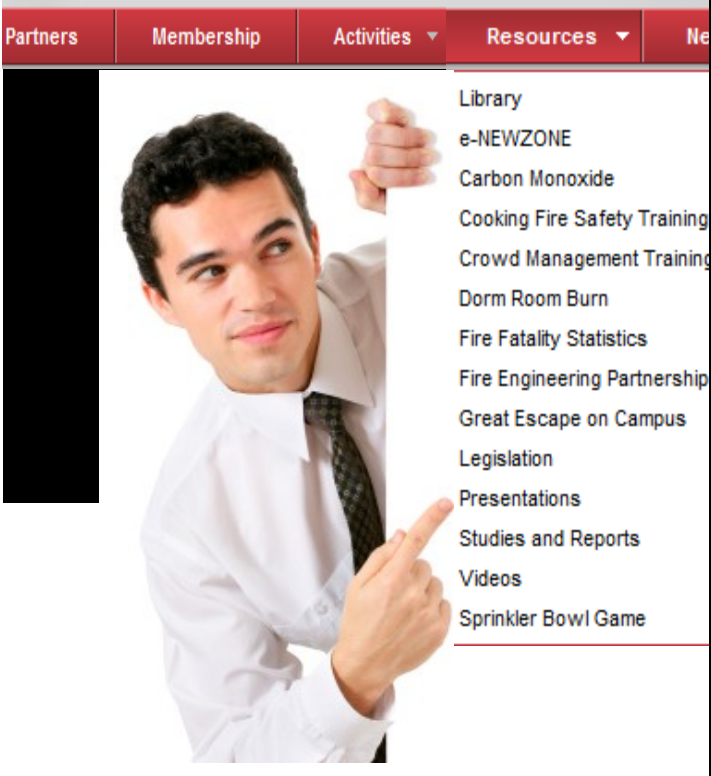 Partners Membership Activities Resources Ne
Library
e-NEWZONE
Carbon Monoxide
Cooking Fire Safety Training
Crowd Management Training
Dorm Room Burn
Fire Fatality Statistics
Fire Engineering Partnership
Great Escape on Campus
Legislation
Presentations
Studies and Reports
Videos
Sprinkler Bowl Game